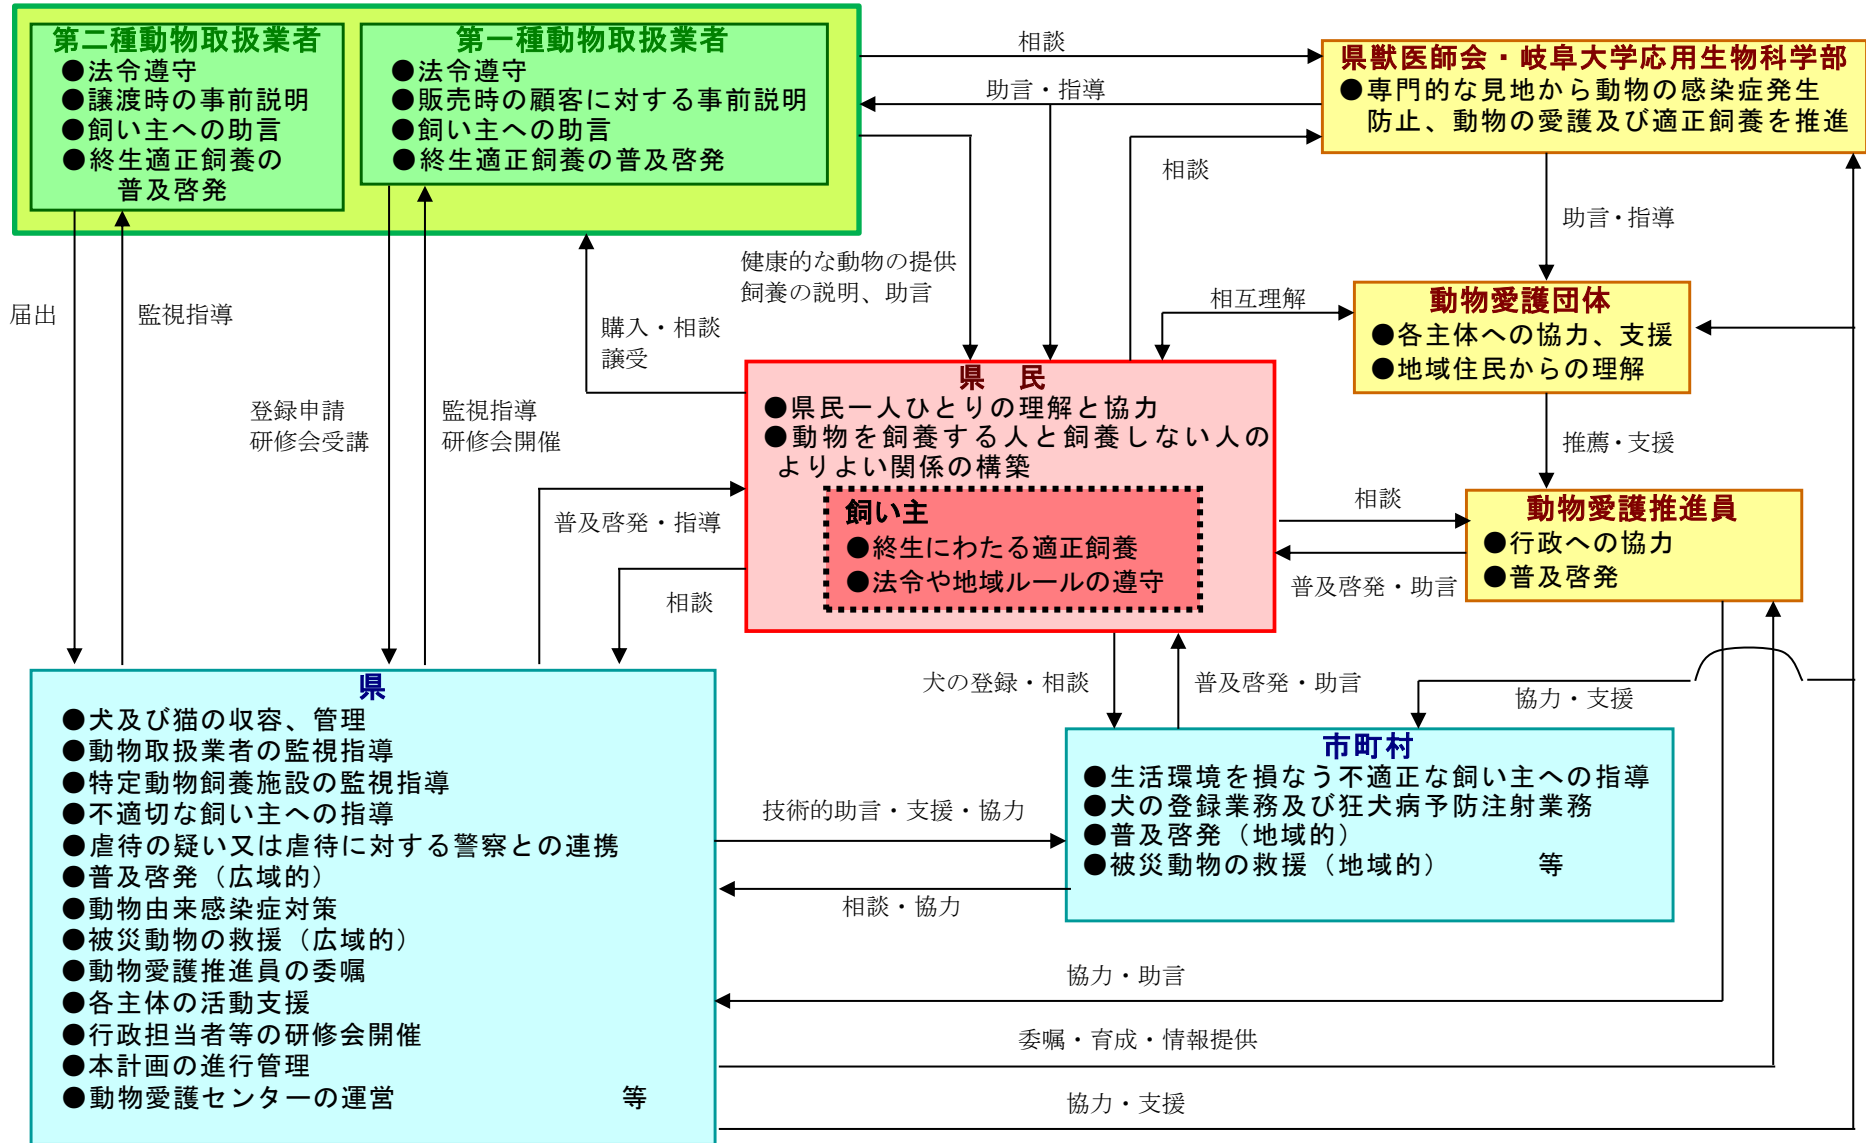 第二種動物取扱業者
●法令遵守
●譲渡時の事前説明
●飼い主への助言
●終生適正飼養の
普及啓発
第一種動物取扱業者
●法令遵守
●販売時の顧客に対する事前説明
●飼い主への助言
●終生適正飼養の普及啓発
相談
助言・指導
相談
県獣医師会・岐阜大学応用生物科学部
●専門的な見地から動物の感染症発生
防止、動物の愛護及び適正飼養を推進
助言・指導
届出
監視指導
健康的な動物の提供
飼養の説明、助言
購入・相談
譲受
相互理解
動物愛護団体
●各主体への協力、支援
●地域住民からの理解
登録申請
研修会受講
監視指導
研修会開催
推薦・支援
県 民
●県民一人ひとりの理解と協力
●動物を飼養する人と飼養しない人の
よりよい関係の構築
飼い主
●終生にわたる適正飼養
●法令や地域ルールの遵守
普及啓発・指導
相談
相談
普及啓発・助言
動物愛護推進員
●行政への協力
●普及啓発
犬の登録・相談
普及啓発・助言
協力・支援
県
●犬及び猫の収容、管理
●動物取扱業者の監視指導
●特定動物飼養施設の監視指導
●不適切な飼い主への指導
●虐待の疑い又は虐待に対する警察との連携
●普及啓発（広域的）
●動物由来感染症対策
●被災動物の救援（広域的）
●動物愛護推進員の委嘱
●各主体の活動支援
●行政担当者等の研修会開催
●本計画の進行管理
●動物愛護センターの運営 等
技術的助言・支援・協力
相談・協力
市町村
●生活環境を損なう不適正な飼い主への指導
●犬の登録業務及び狂犬病予防注射業務
●普及啓発（地域的）
●被災動物の救援（地域的） 等
協力・助言
委嘱・育成・情報提供
協力・支援